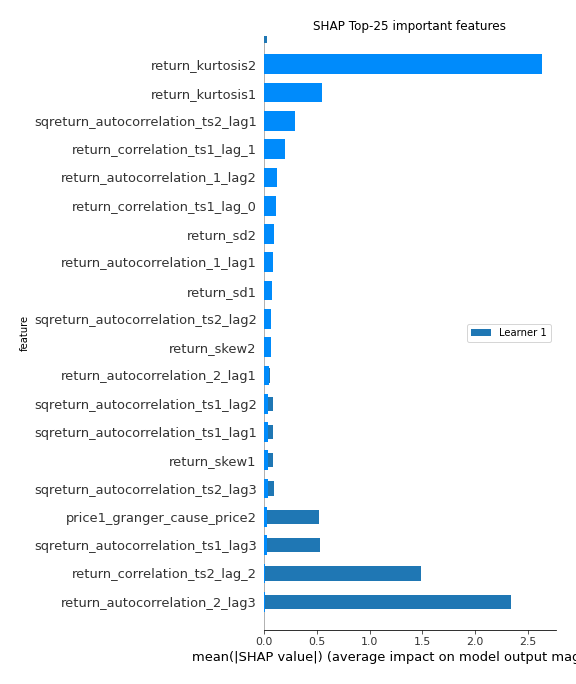 SHAP Top-25 important features
return_kurtosis2
return_kurtosis1
sqreturn_autocorrelation_ts2_lag1
return_correlation_ts1_lag_1
return_autocorrelation_1_lag2
return_correlation_ts1_lag_0
return_sd2
return_autocorrelation_1_lag1
return_sd1
sqreturn_autocorrelation_ts2_lag2
return_skew2
return_autocorrelation_2_lag1
sqreturn_autocorrelation_ts1_lag2
sqreturn_autocorrelation_ts1_lag1
return_skew1
sqreturn_autocorrelation_ts2_lag3
price1_granger_cause_price2
sqreturn_autocorrelation_ts1_lag3
return_correlation_ts2_lag_2
return_autocorrelation_2_lag3
feature
Learner 1
0.0 0.5 1.0 1.5 2.0 2.5
mean(|SHAP value|) (average impact on model output mag